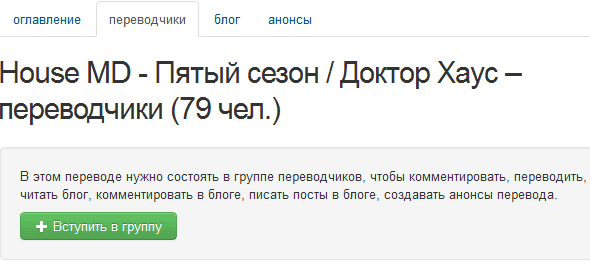 оглавление переводчики блог анонсы
House MD - Пятый сезон / Доктор Хаус –
переводчики (79 чел.)
В этом переводе нужно состоять в группе переводчиков, чтобы комментировать, переводить,
читать блог, комментировать в блоге, писать посты в блоге, создавать анонсы перевода.
Вступить в группу